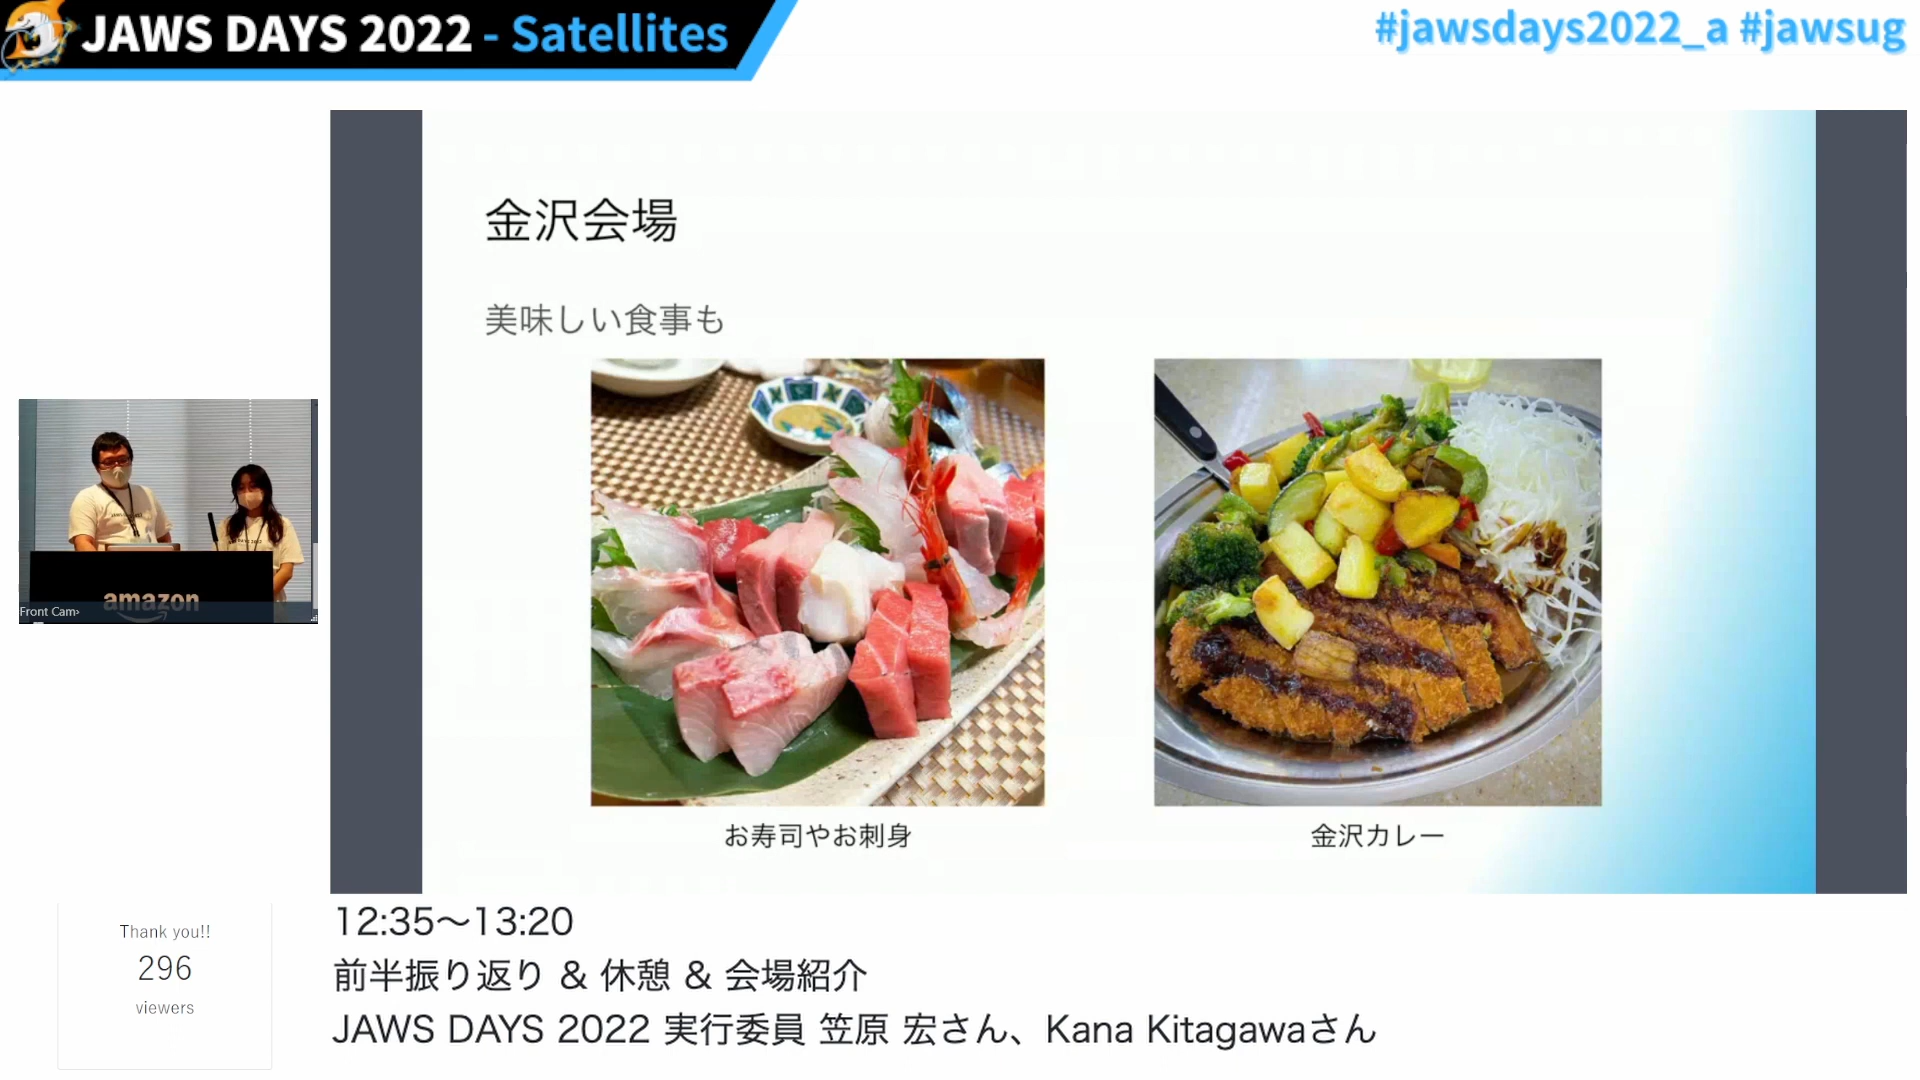 JAWS DAYS 2022 - Satellites
#jawsdays2022_a #jawsug
金沢会場
美味しい食事も
お寿司やお刺身
金沢カレー
amazon
Front Cam
Thank you!!
296
viewers
12:35〜13:20
前半振り返り & 休憩 & 会場紹介
JAWS DAYS 2022 実行委員 笠原 宏さん、Kana Kitagawaさん